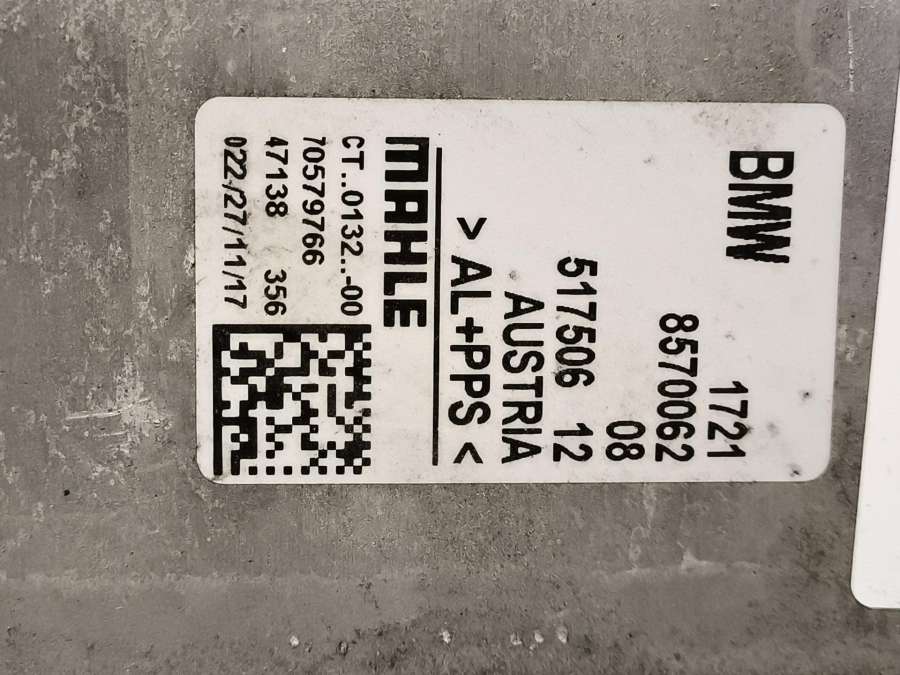 BMW
1721
8570062
08
517506 12
AUSTRIA
>AL+PPS<
MAHLE
CT..0132..-00
70579766
47138 356
022/27/11/17